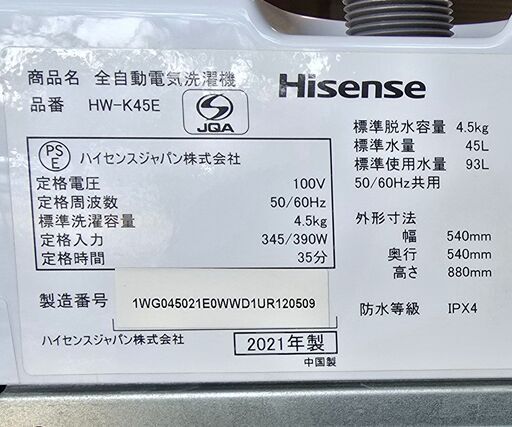 商品名 全自動電気洗濯機
品番 HW-K45E
S
JQA
Hisense
PS
E
ハイセンスジャパン株式会社
定格電圧 100V
定格周波数 50/60Hz
標準洗濯容量 4.5kg
定格入力 345/390W
定格時間 35分
標準脱水容量 4.5kg
標準水量 45L
標準使用水量 93L
50/60Hz共用
外形寸法
幅 540mm
奥行 540mm
高さ 880mm
防水等級 IPX4
製造番号 1WG045021E0WWD1UR120509
ハイセンスジャパン株式会社
2021年製
中国製